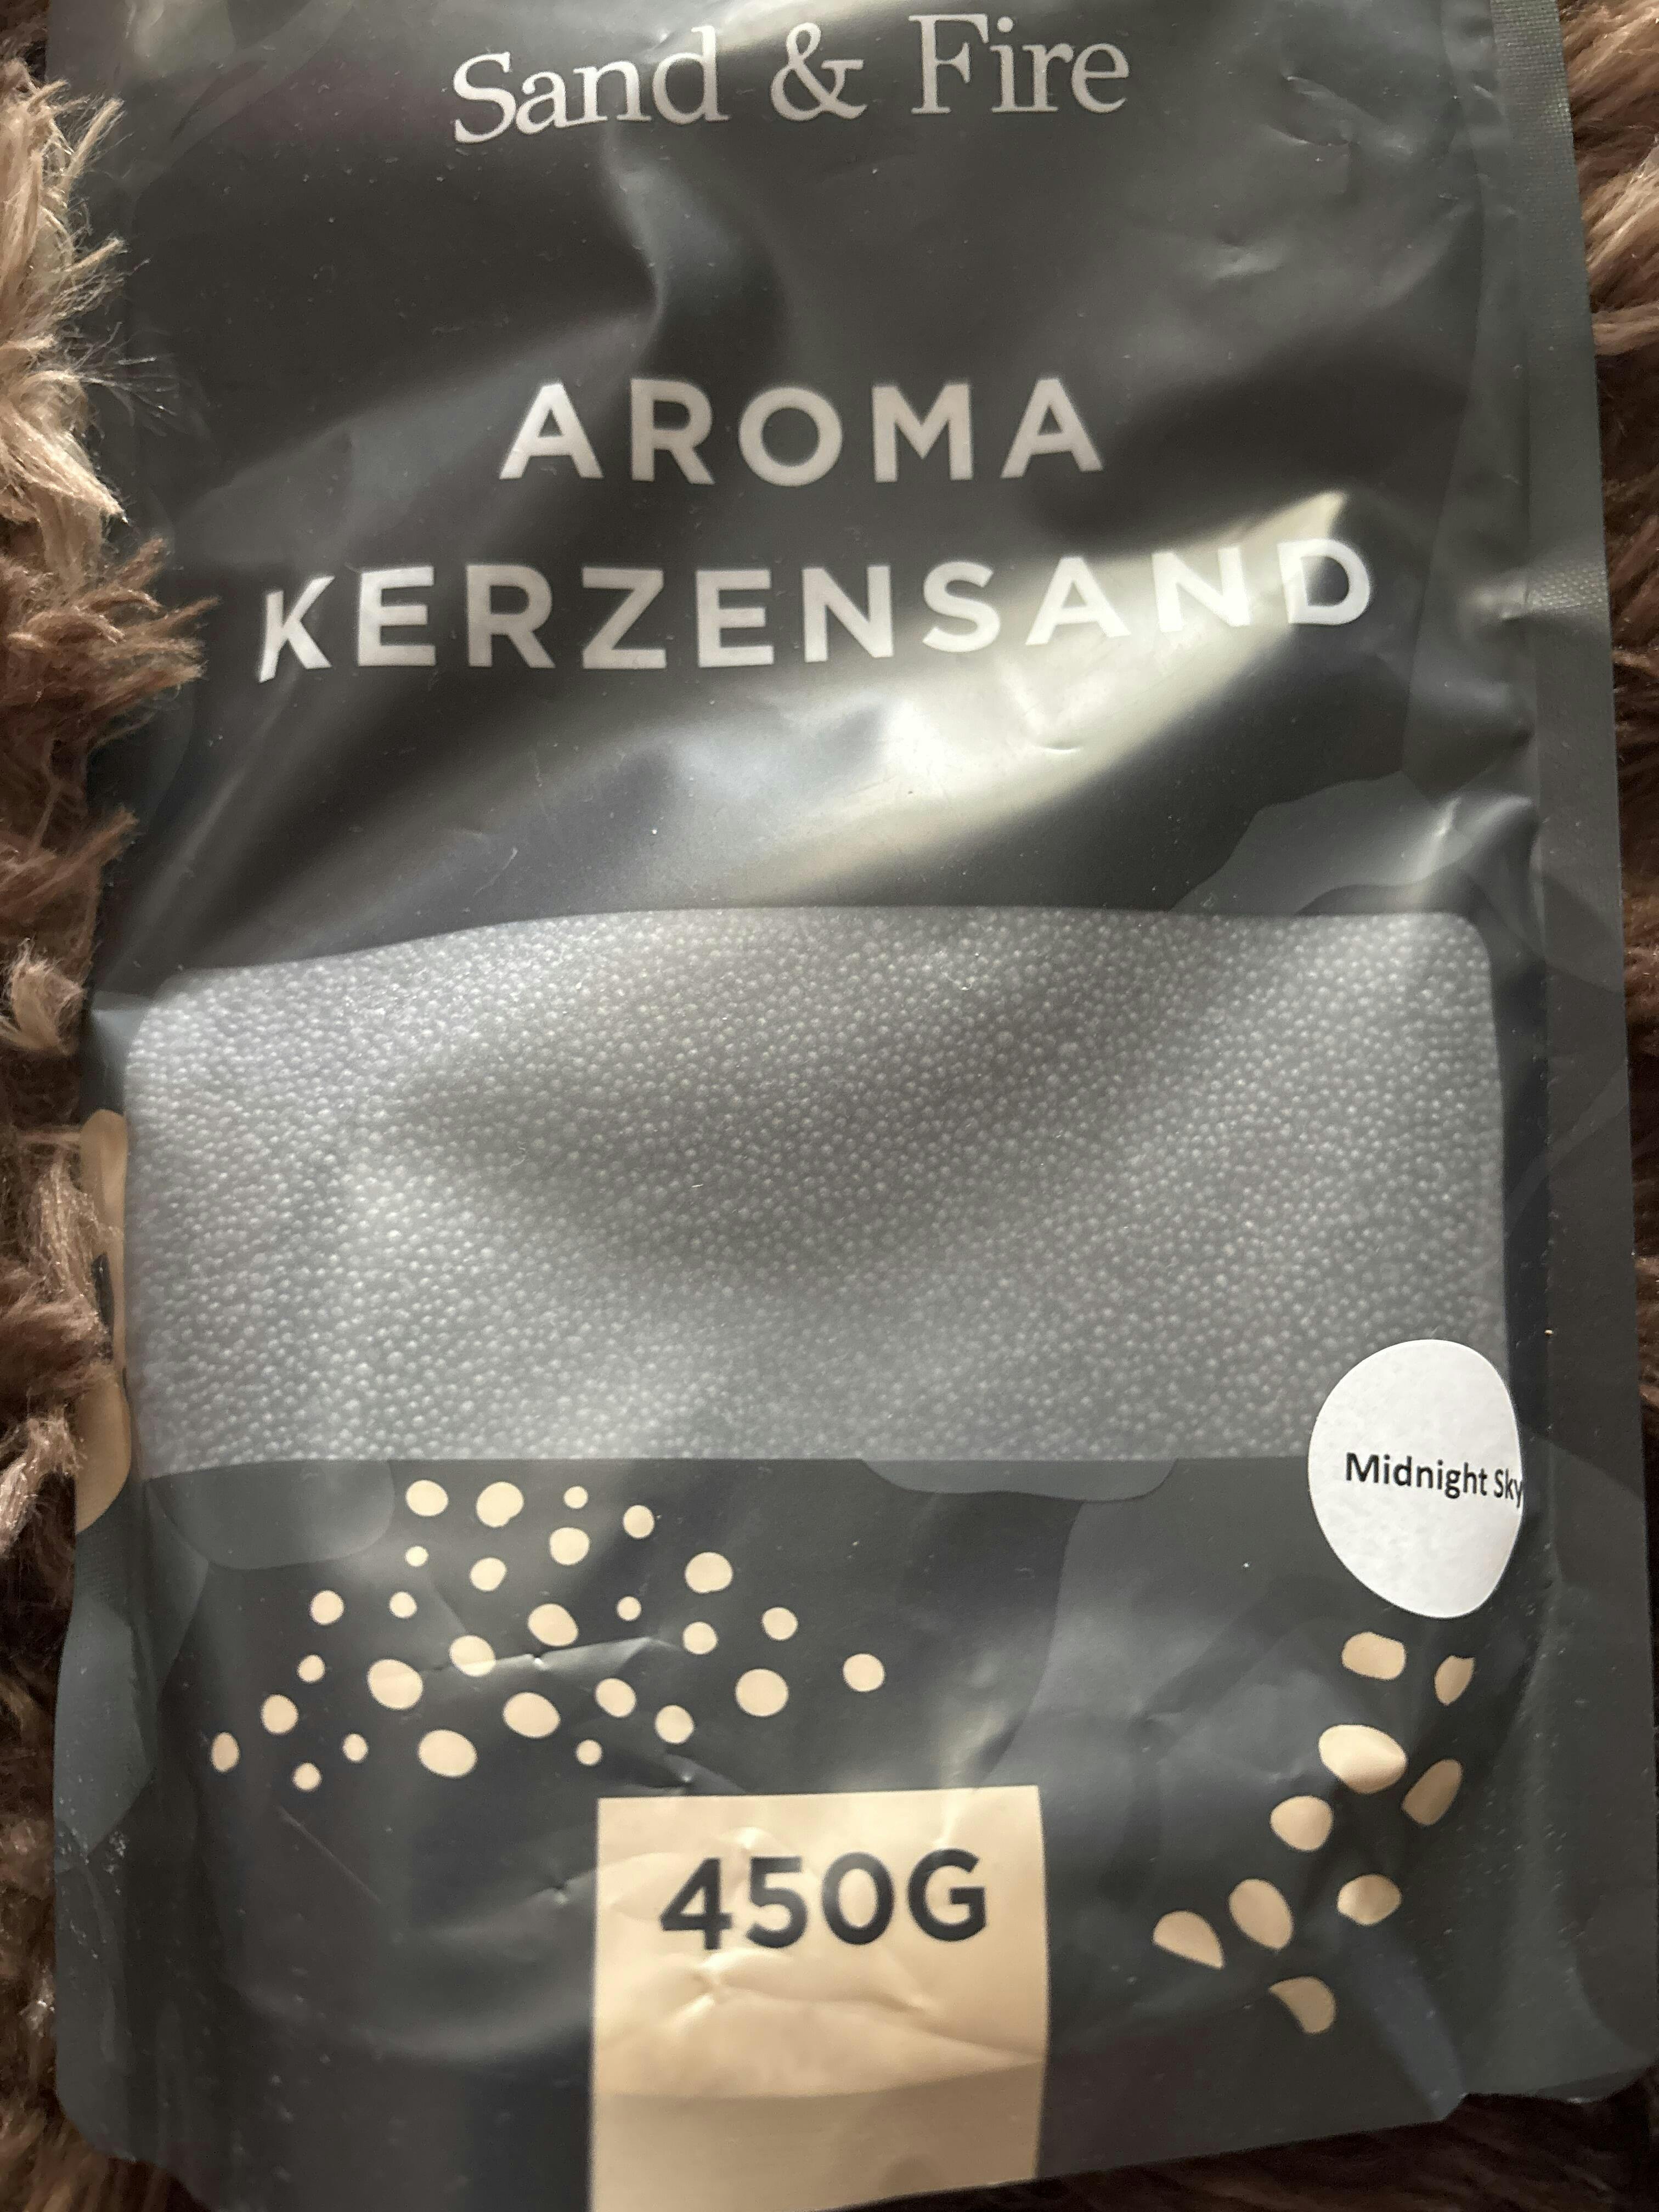 Sand & Fire
AROMA
KERZENSAND
Midnight Sky
450G